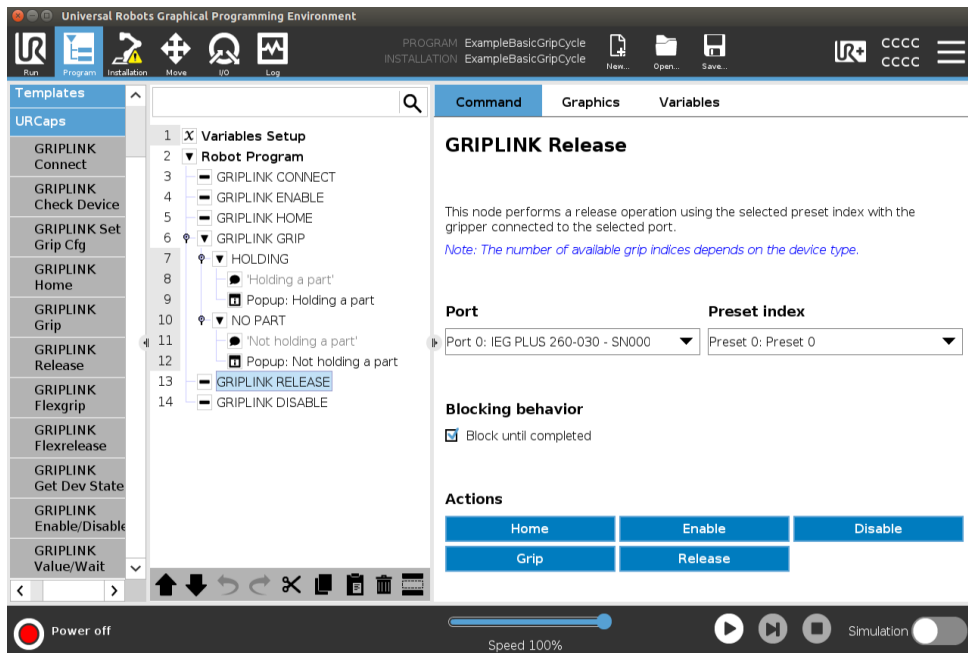 Universal Robots Graphical Programming Environment
PROGRAM ExampleBasicGripCycle
INSTALLATION ExampleBasicGripCycle
Run Program Installation Move I/O Log New... Open... Save...
UR+
CCCC
CCCC
Templates
URCaps
GRIPLINK
Connect
GRIPLINK
Check Device
GRIPLINK Set
Grip Cfg
GRIPLINK
Home
GRIPLINK
Grip
GRIPLINK
Release
GRIPLINK
Flexgrip
GRIPLINK
Flexrelease
GRIPLINK
Get Dev State
GRIPLINK
Enable/Disable
GRIPLINK
Value/Wait
1 X Variables Setup
2 Robot Program
3 GRIPLINK CONNECT
4 GRIPLINK ENABLE
5 GRIPLINK HOME
6 GRIPLINK GRIP
7 HOLDING
8 'Holding a part'
9 Popup: Holding a part
10 NO PART
11 'Not holding a part'
12 Popup: Not holding a part
13 GRIPLINK RELEASE
14 GRIPLINK DISABLE
Command Graphics Variables
GRIPLINK Release
This node performs a release operation using the selected preset index with the
gripper connected to the selected port.
Note: The number of available grip indices depends on the device type.
Port Preset index
Port 0: IEG PLUS 260-030 - SN000 Preset 0: Preset 0
Blocking behavior
Block until completed
Actions
Home Enable Disable
Grip Release
Power off
Speed 100%
Simulation